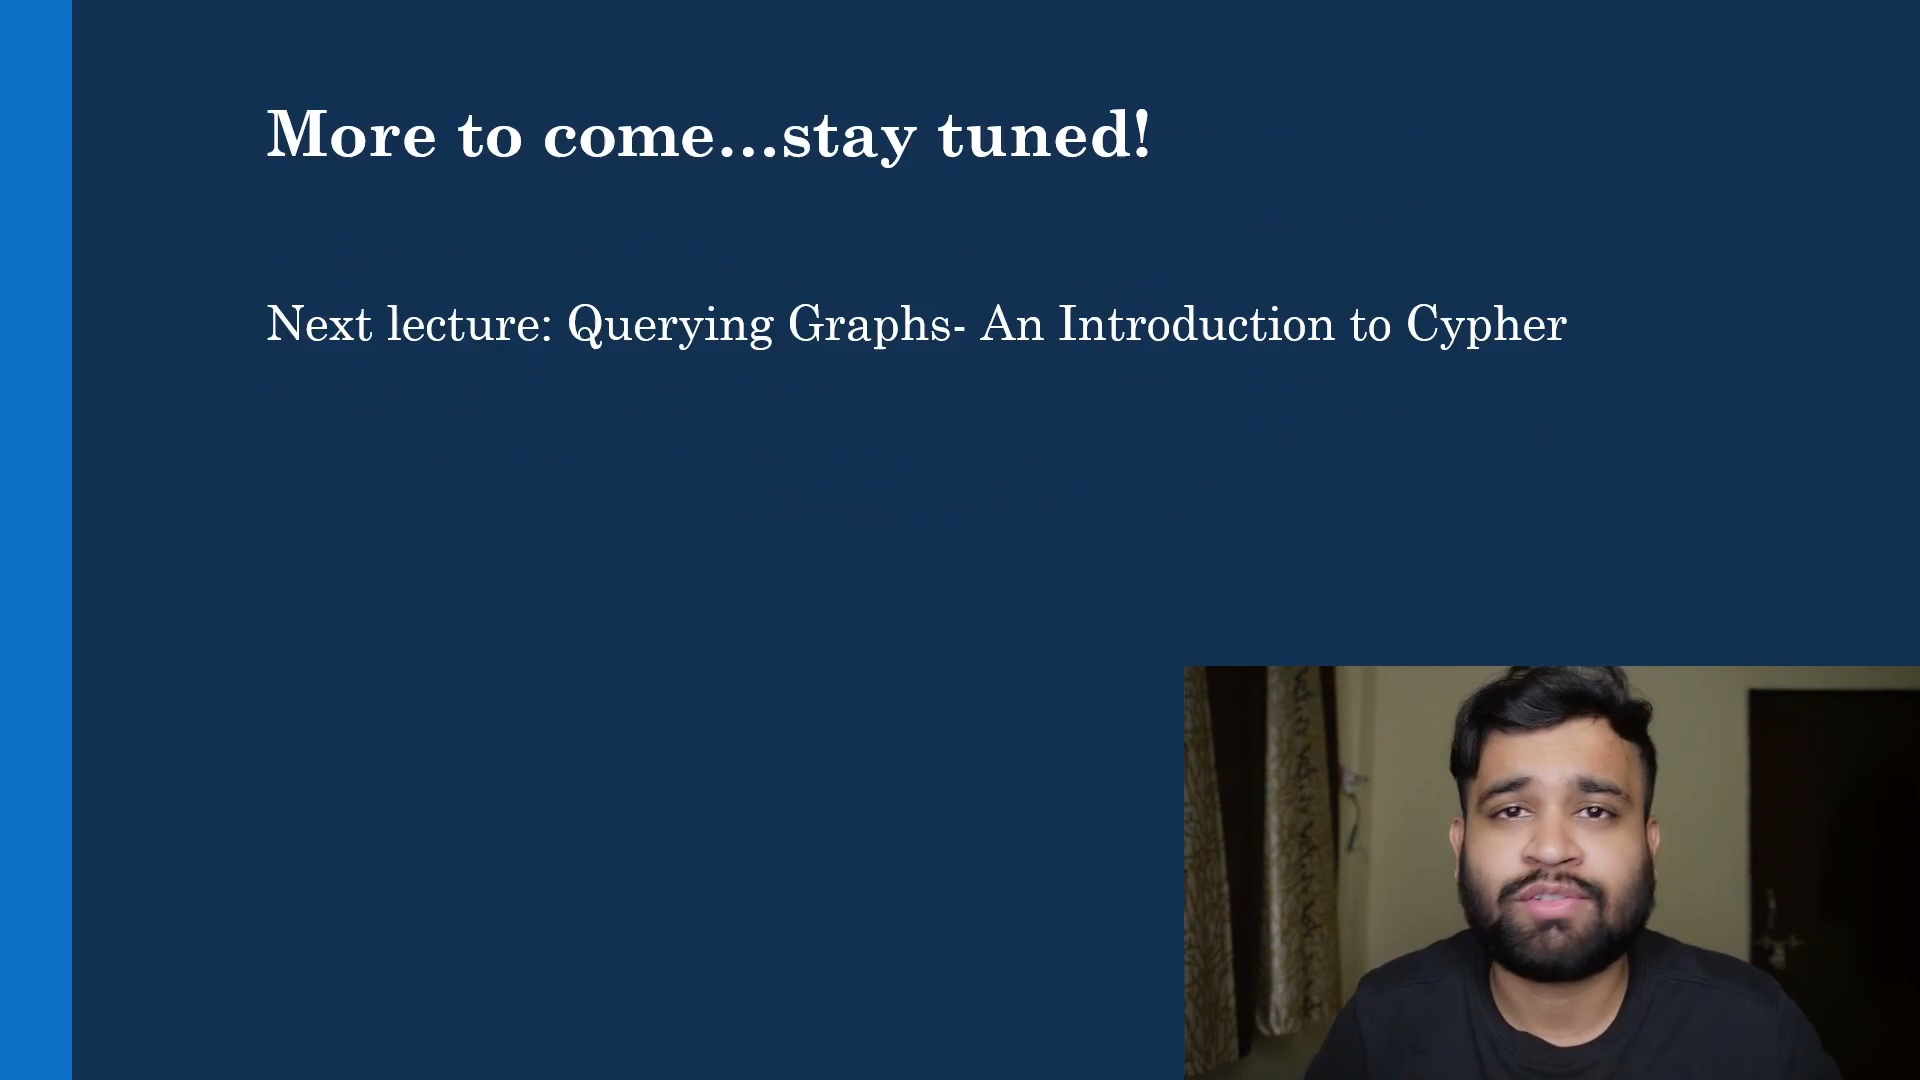 More to come...stay tuned!
Next lecture: Querying Graphs- An Introduction to Cypher